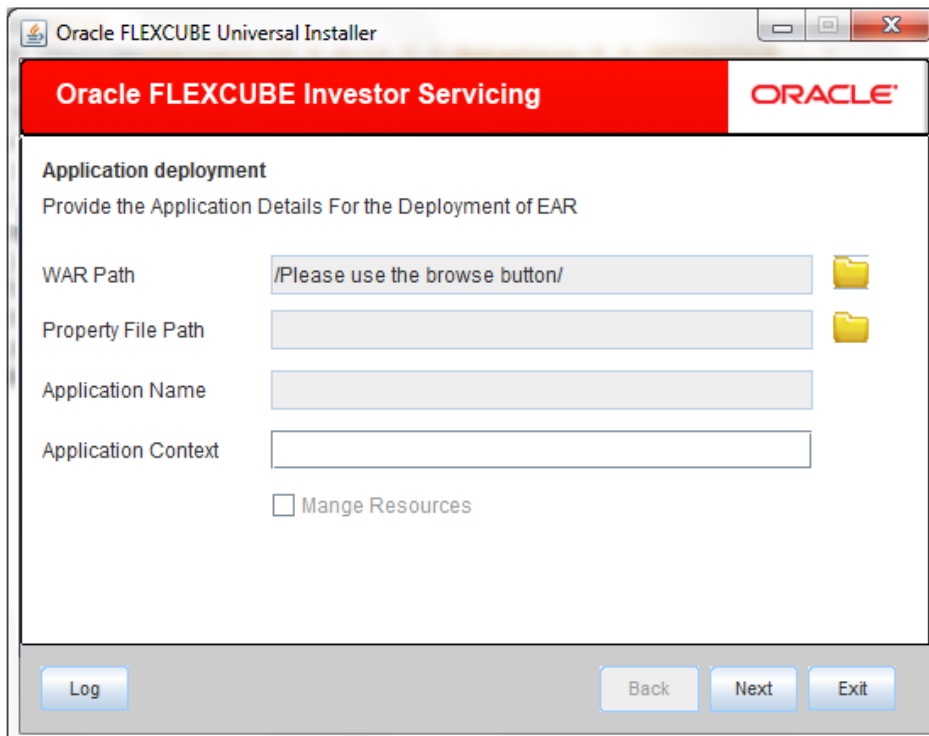 Oracle FLEXCUBE Universal Installer
Oracle FLEXCUBE Investor Servicing
ORACLE
Application deployment
Provide the Application Details For the Deployment of EAR
WAR Path
/Please use the browse button/
Property File Path
Application Name
Application Context
Mange Resources
Log
Back
Next
Exit